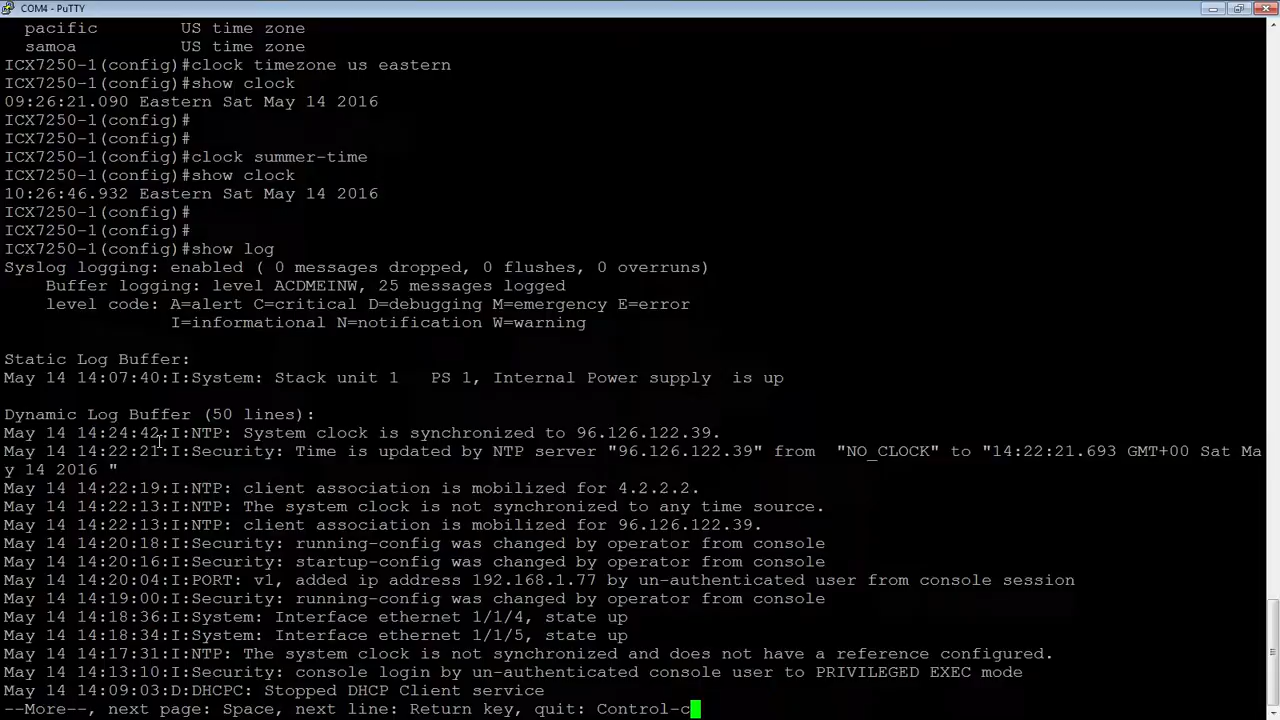 COM4 - PuTTY
pacific US time zone
samoa US time zone
ICX7250-1(config)#clock timezone us eastern
ICX7250-1(config)#show clock
09:26:21.090 Eastern Sat May 14 2016
ICX7250-1(config)#
ICX7250-1(config)#
ICX7250-1(config)#clock summer-time
ICX7250-1(config)#show clock
10:26:46.932 Eastern Sat May 14 2016
ICX7250-1(config)#
ICX7250-1(config)#
ICX7250-1(config)#show log
Syslog logging: enabled ( 0 messages dropped, 0 flushes, 0 overruns)
Buffer logging: level ACDMEINW, 25 messages logged
level code: A=alert C=critical D=debugging M=emergency E=error
I=informational N=notification W=warning
Static Log Buffer:
May 14 14:07:40:I:System: Stack unit 1 PS 1, Internal Power supply is up
Dynamic Log Buffer (50 lines):
May 14 14:24:42:I:NTP: System clock is synchronized to 96.126.122.39.
May 14 14:22:21:I:Security: Time is updated by NTP server "96.126.122.39" from "NO_CLOCK" to "14:22:21.693 GMT+00 Sat Ma
y 14 2016 "
May 14 14:22:19:I:NTP: client association is mobilized for 4.2.2.2.
May 14 14:22:13:I:NTP: The system clock is not synchronized to any time source.
May 14 14:22:13:I:NTP: client association is mobilized for 96.126.122.39.
May 14 14:20:18:I:Security: running-config was changed by operator from console
May 14 14:20:16:I:Security: startup-config was changed by operator from console
May 14 14:20:04:I:PORT: v1, added ip address 192.168.1.77 by un-authenticated user from console session
May 14 14:19:00:I:Security: running-config was changed by operator from console
May 14 14:18:36:I:System: Interface ethernet 1/1/4, state up
May 14 14:18:34:I:System: Interface ethernet 1/1/5, state up
May 14 14:17:31:I:NTP: The system clock is not synchronized and does not have a reference configured.
May 14 14:13:10:I:Security: console login by un-authenticated console user to PRIVILEGED EXEC mode
May 14 14:09:03:D:DHCPC: Stopped DHCP Client service
--More--, next page: Space, next line: Return key, quit: Control-c